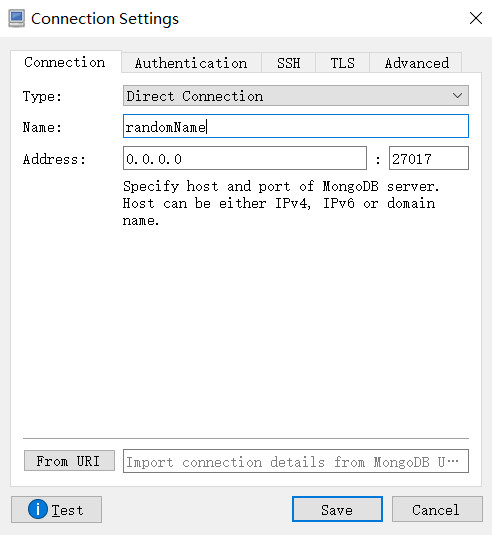 Connection Settings
Connection Authentication SSH TLS Advanced
Type: Direct Connection
Name: randomName
Address: 0.0.0.0 : 27017
Specify host and port of MongoDB server.
Host can be either IPv4, IPv6 or domain
name.
From URI Import connection details from MongoDB U…
Test Save Cancel